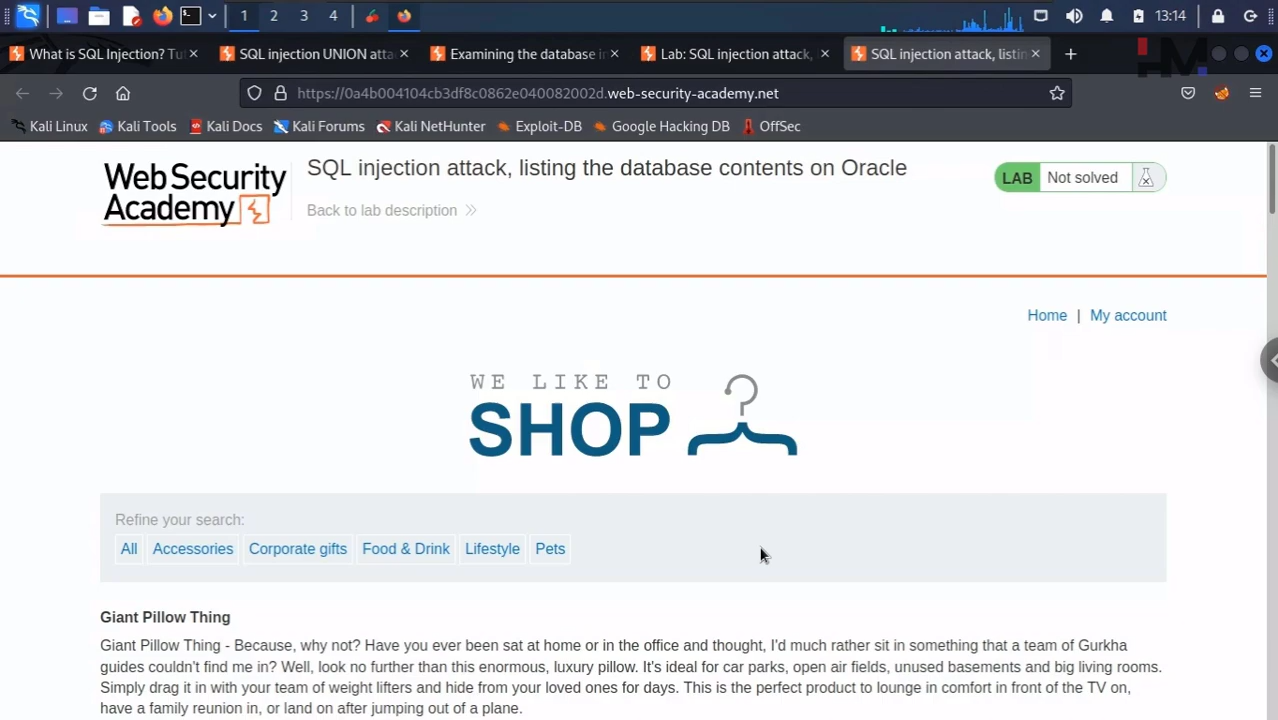 1 2 3 4 13:14
What is SQL Injection? Tut
SQL injection UNION atta
Examining the database in
Lab: SQL injection attack,
SQL injection attack, listin
HM
https://0a4b004104cb3df8c0862e040082002d.web-security-academy.net
Kali Linux Kali Tools Kali Docs Kali Forums Kali NetHunter Exploit-DB Google Hacking DB OffSec
Web Security
Academy
SQL injection attack, listing the database contents on Oracle
Back to lab description
LAB Not solved
Home | My account
WE LIKE TO
SHOP
Refine your search:
All Accessories Corporate gifts Food & Drink Lifestyle Pets
Giant Pillow Thing
Giant Pillow Thing - Because, why not? Have you ever been sat at home or in the office and thought, I'd much rather sit in something that a team of Gurkha
guides couldn't find me in? Well, look no further than this enormous, luxury pillow. It's ideal for car parks, open air fields, unused basements and big living rooms.
Simply drag it in with your team of weight lifters and hide from your loved ones for days. This is the perfect product to lounge in comfort in front of the TV on,
have a family reunion in, or land on after jumping out of a plane.